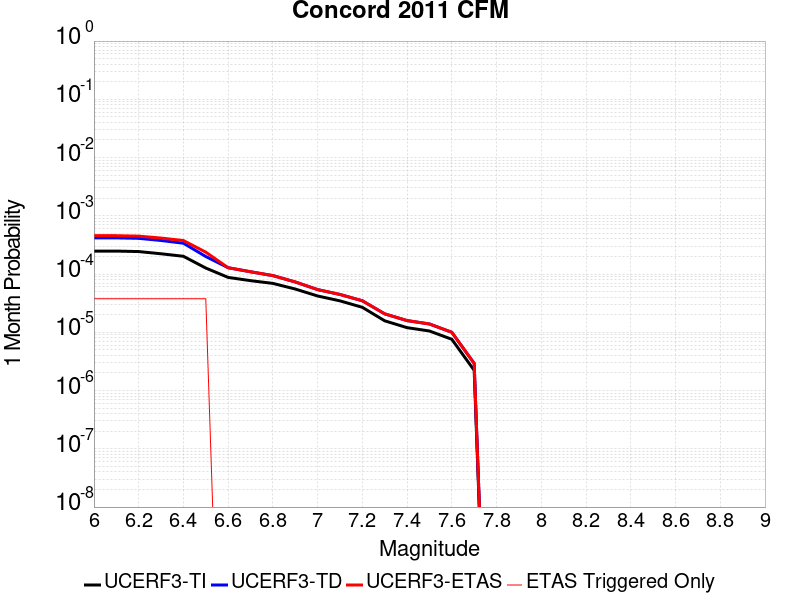 Concord 2011 CFM
10^0
10^-1
10^-2
10^-3
10^-4
10^-5
10^-6
10^-7
10^-8
1 Month Probability
6 6.2 6.4 6.6 6.8 7 7.2 7.4 7.6 7.8 8 8.2 8.4 8.6 8.8 9
Magnitude
UCERF3-TI UCERF3-TD UCERF3-ETAS ETAS Triggered Only